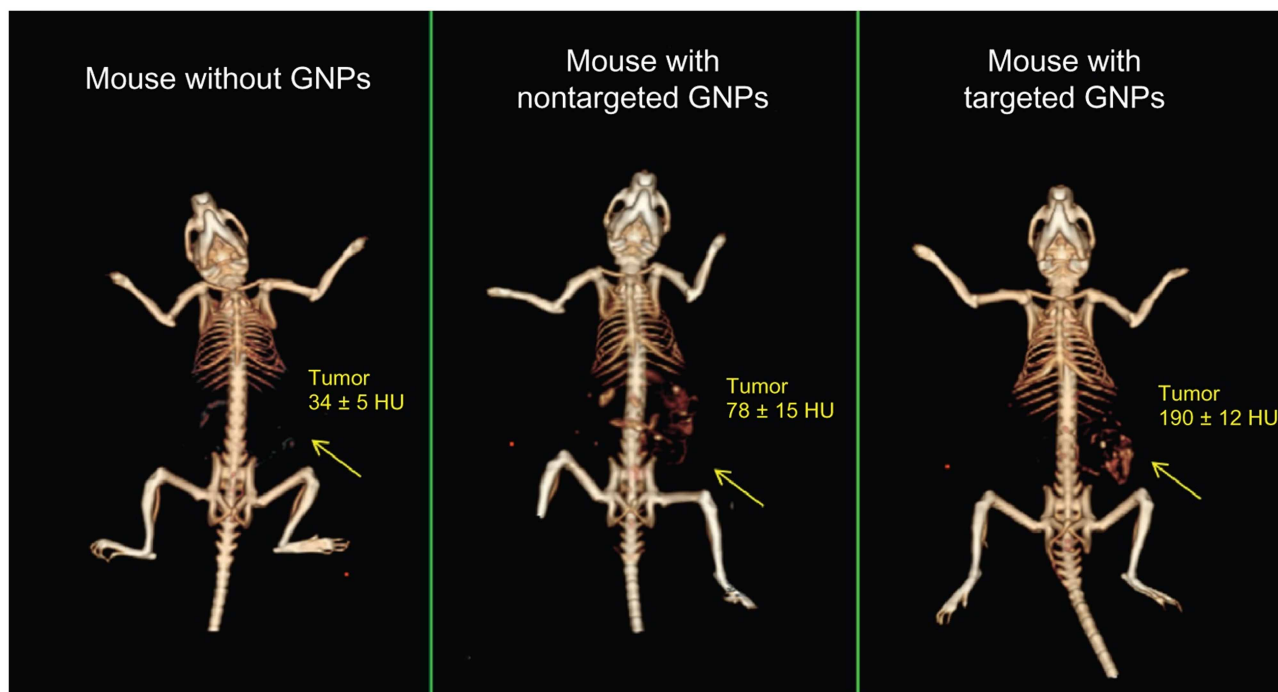 Mouse without GNPs
Tumor
34 ± 5 HU
Mouse with
nontargeted GNPs
Tumor
78 ± 15 HU
Mouse with
targeted GNPs
Tumor
190 ± 12 HU